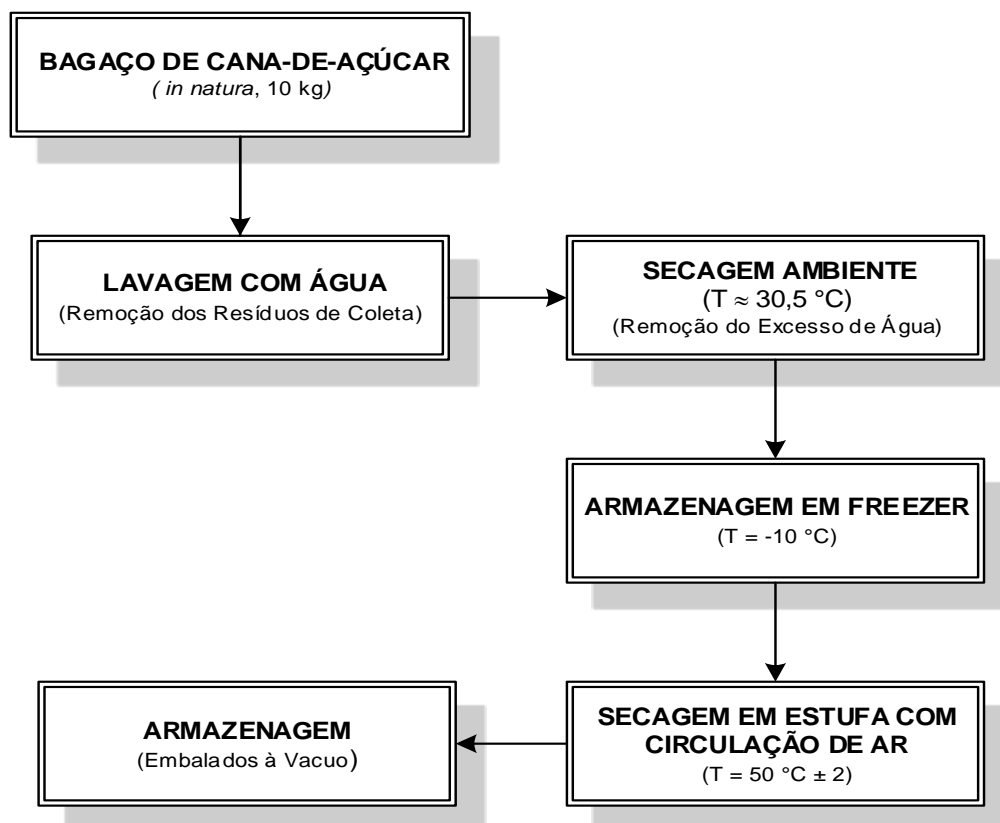 BAGAÇO DE CANA-DE-AÇÚCAR
( in natura, 10 kg)
LAVAGEM COM ÁGUA
(Remoção dos Resíduos de Coleta)
SECAGEM AMBIENTE
(T ≈ 30,5 °C)
(Remoção do Excesso de Água)
ARMAZENAGEM EM FREEZER
(T = -10 °C)
SECAGEM EM ESTUFA COM
CIRCULAÇÃO DE AR
(T = 50 °C ± 2)
ARMAZENAGEM
(Embalados à Vacuo)